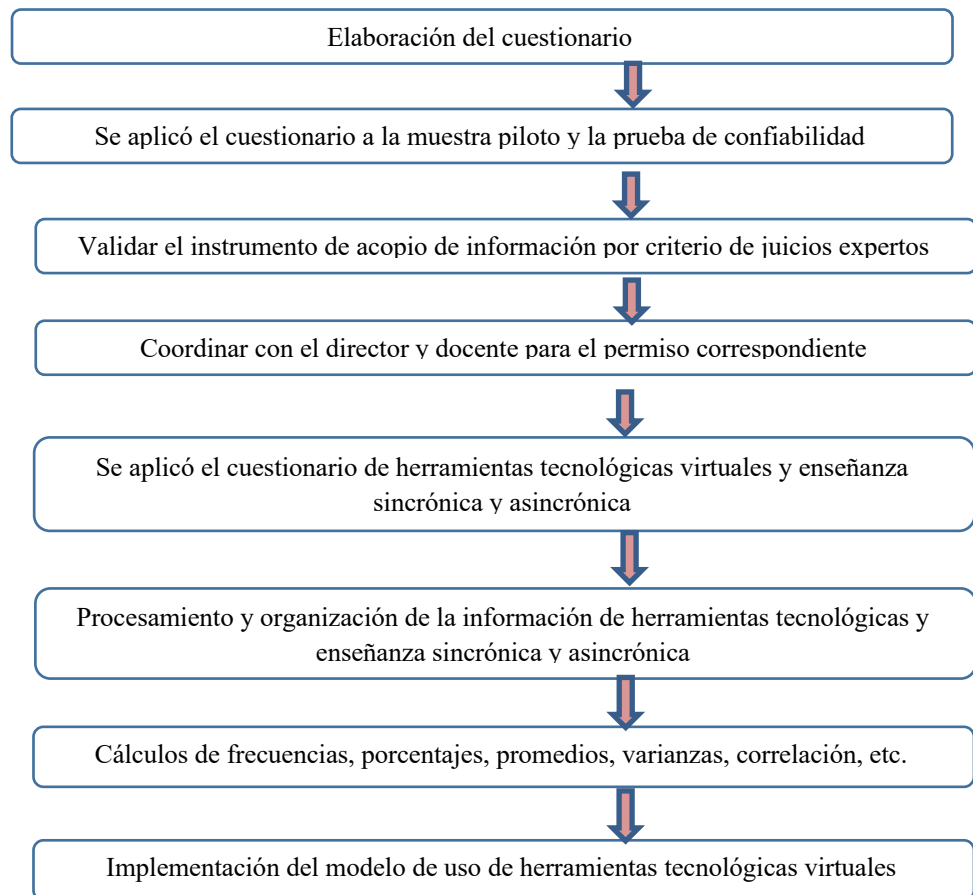 Elaboración del cuestionario
Se aplicó el cuestionario a la muestra piloto y la prueba de confiabilidad
Validar el instrumento de acopio de información por criterio de juicios expertos
Coordinar con el director y docente para el permiso correspondiente
Se aplicó el cuestionario de herramientas tecnológicas virtuales y enseñanza
sincrónica y asincrónica
Procesamiento y organización de la información de herramientas tecnológicas y
enseñanza sincrónica y asincrónica
Cálculos de frecuencias, porcentajes, promedios, varianzas, correlación, etc.
Implementación del modelo de uso de herramientas tecnológicas virtuales